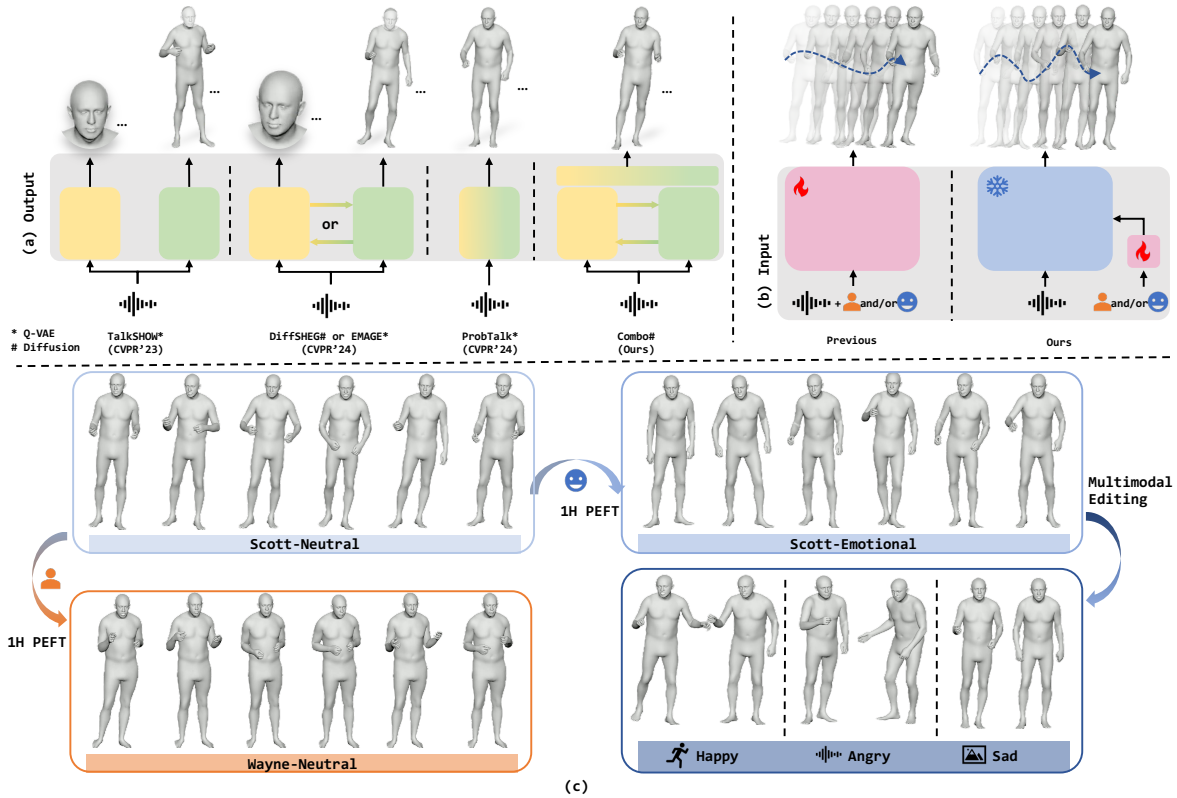 (a) Output
...
...
...
...
...
...
or
* Q-VAE
# Diffusion
TalkSHOW*
(CVPR'23)
DiffSHEG# or EMAGE*
(CVPR'24)
ProbTalk*
(CVPR'24)
Combo#
(Ours)
(b) Input
+ and/or
and/or
Previous
Ours
Scott-Neutral
1H PEFT
Scott-Emotional
Multimodal
Editing
1H PEFT
Wayne-Neutral
Happy
Angry
Sad
(c)